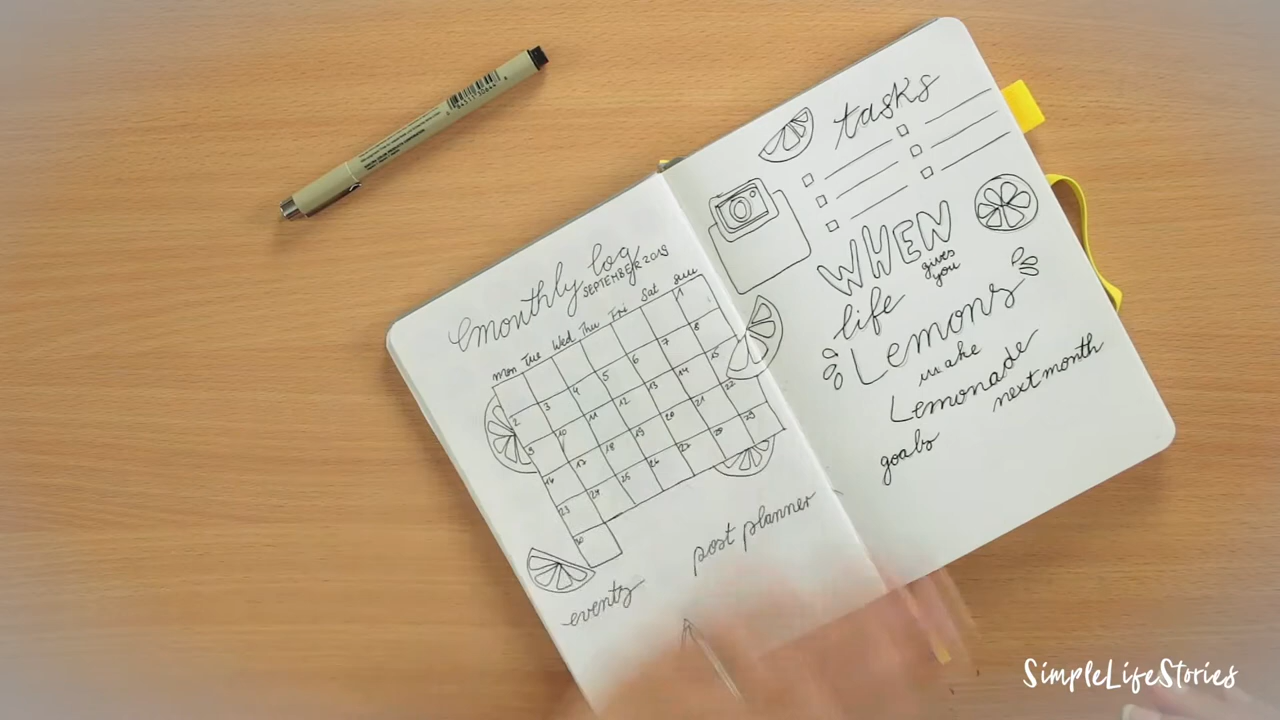 monthly log
SEPTEMBER 2019
mon Tue Wed Thu Fri Sat sun
1
2 3 4 5 6 7 8
9 10 11 12 13 14 15
16 17 18 19 20 21 22
23 24 25 26 27 28 29
30
events
post planner
tasks
WHEN
gives
you
life
Lemons
make
Lemonade
next month
goals
SimpleLifeStories